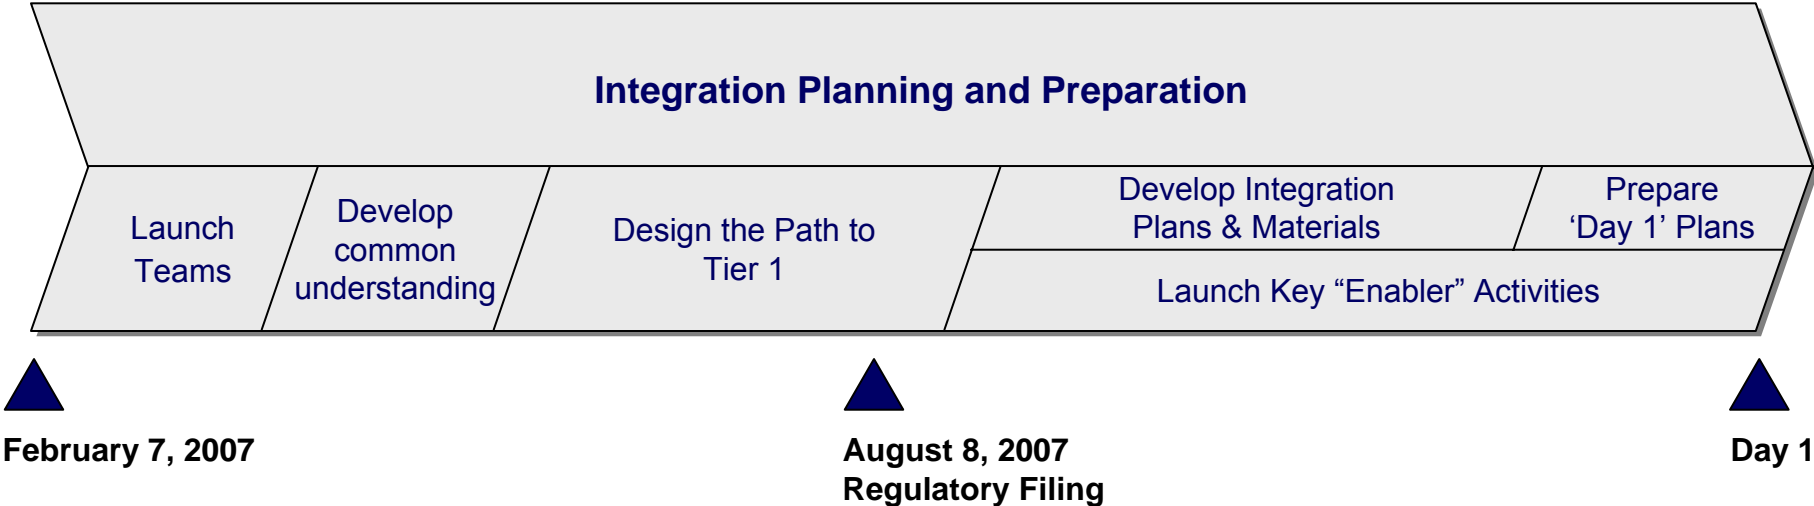 Integration Planning and Preparation
Launch
Teams
Develop
common
understanding
Design the Path to
Tier 1
Develop Integration
Plans & Materials
Prepare
‘Day 1’ Plans
Launch Key “Enabler” Activities
February 7, 2007
August 8, 2007
Regulatory Filing
Day 1